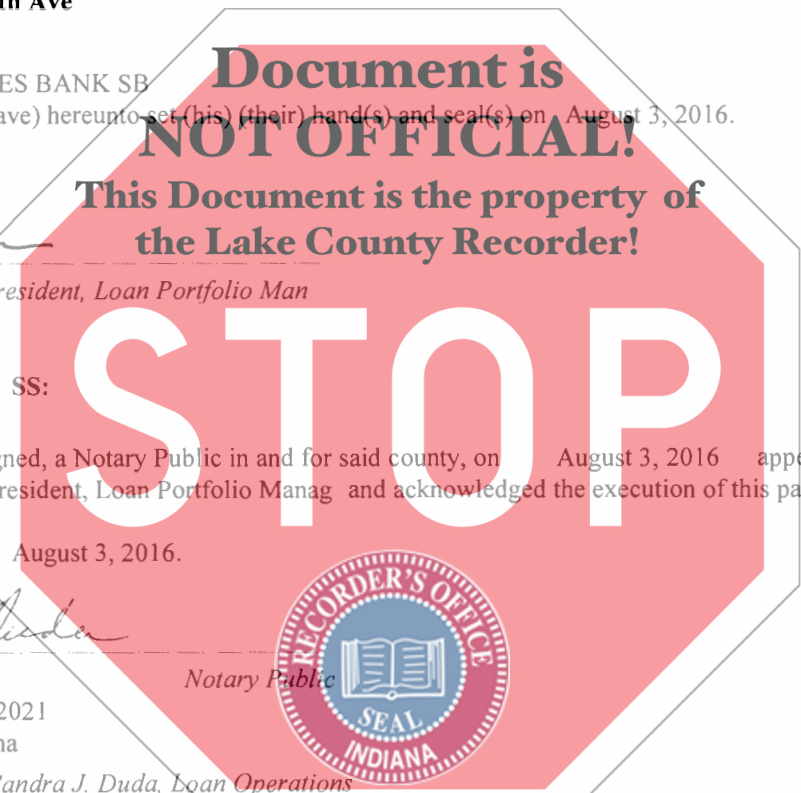 th Ave
Document is
ES BANK SB
ave) hereunto set (his) (their) hand(s) and seal(s) on August 3, 2016.
NOT OFFICIAL!
This Document is the property of
the Lake County Recorder!
resident, Loan Portfolio Man
STOP
SS:
gned, a Notary Public in and for said county, on August 3, 2016 appe
resident, Loan Portfolio Manag and acknowledged the execution of this pa
August 3, 2016.
RECORDER'S OFFICE
Duda
SEAL
INDIANA
Notary Public
2021
na
andra J. Duda, Loan Operations